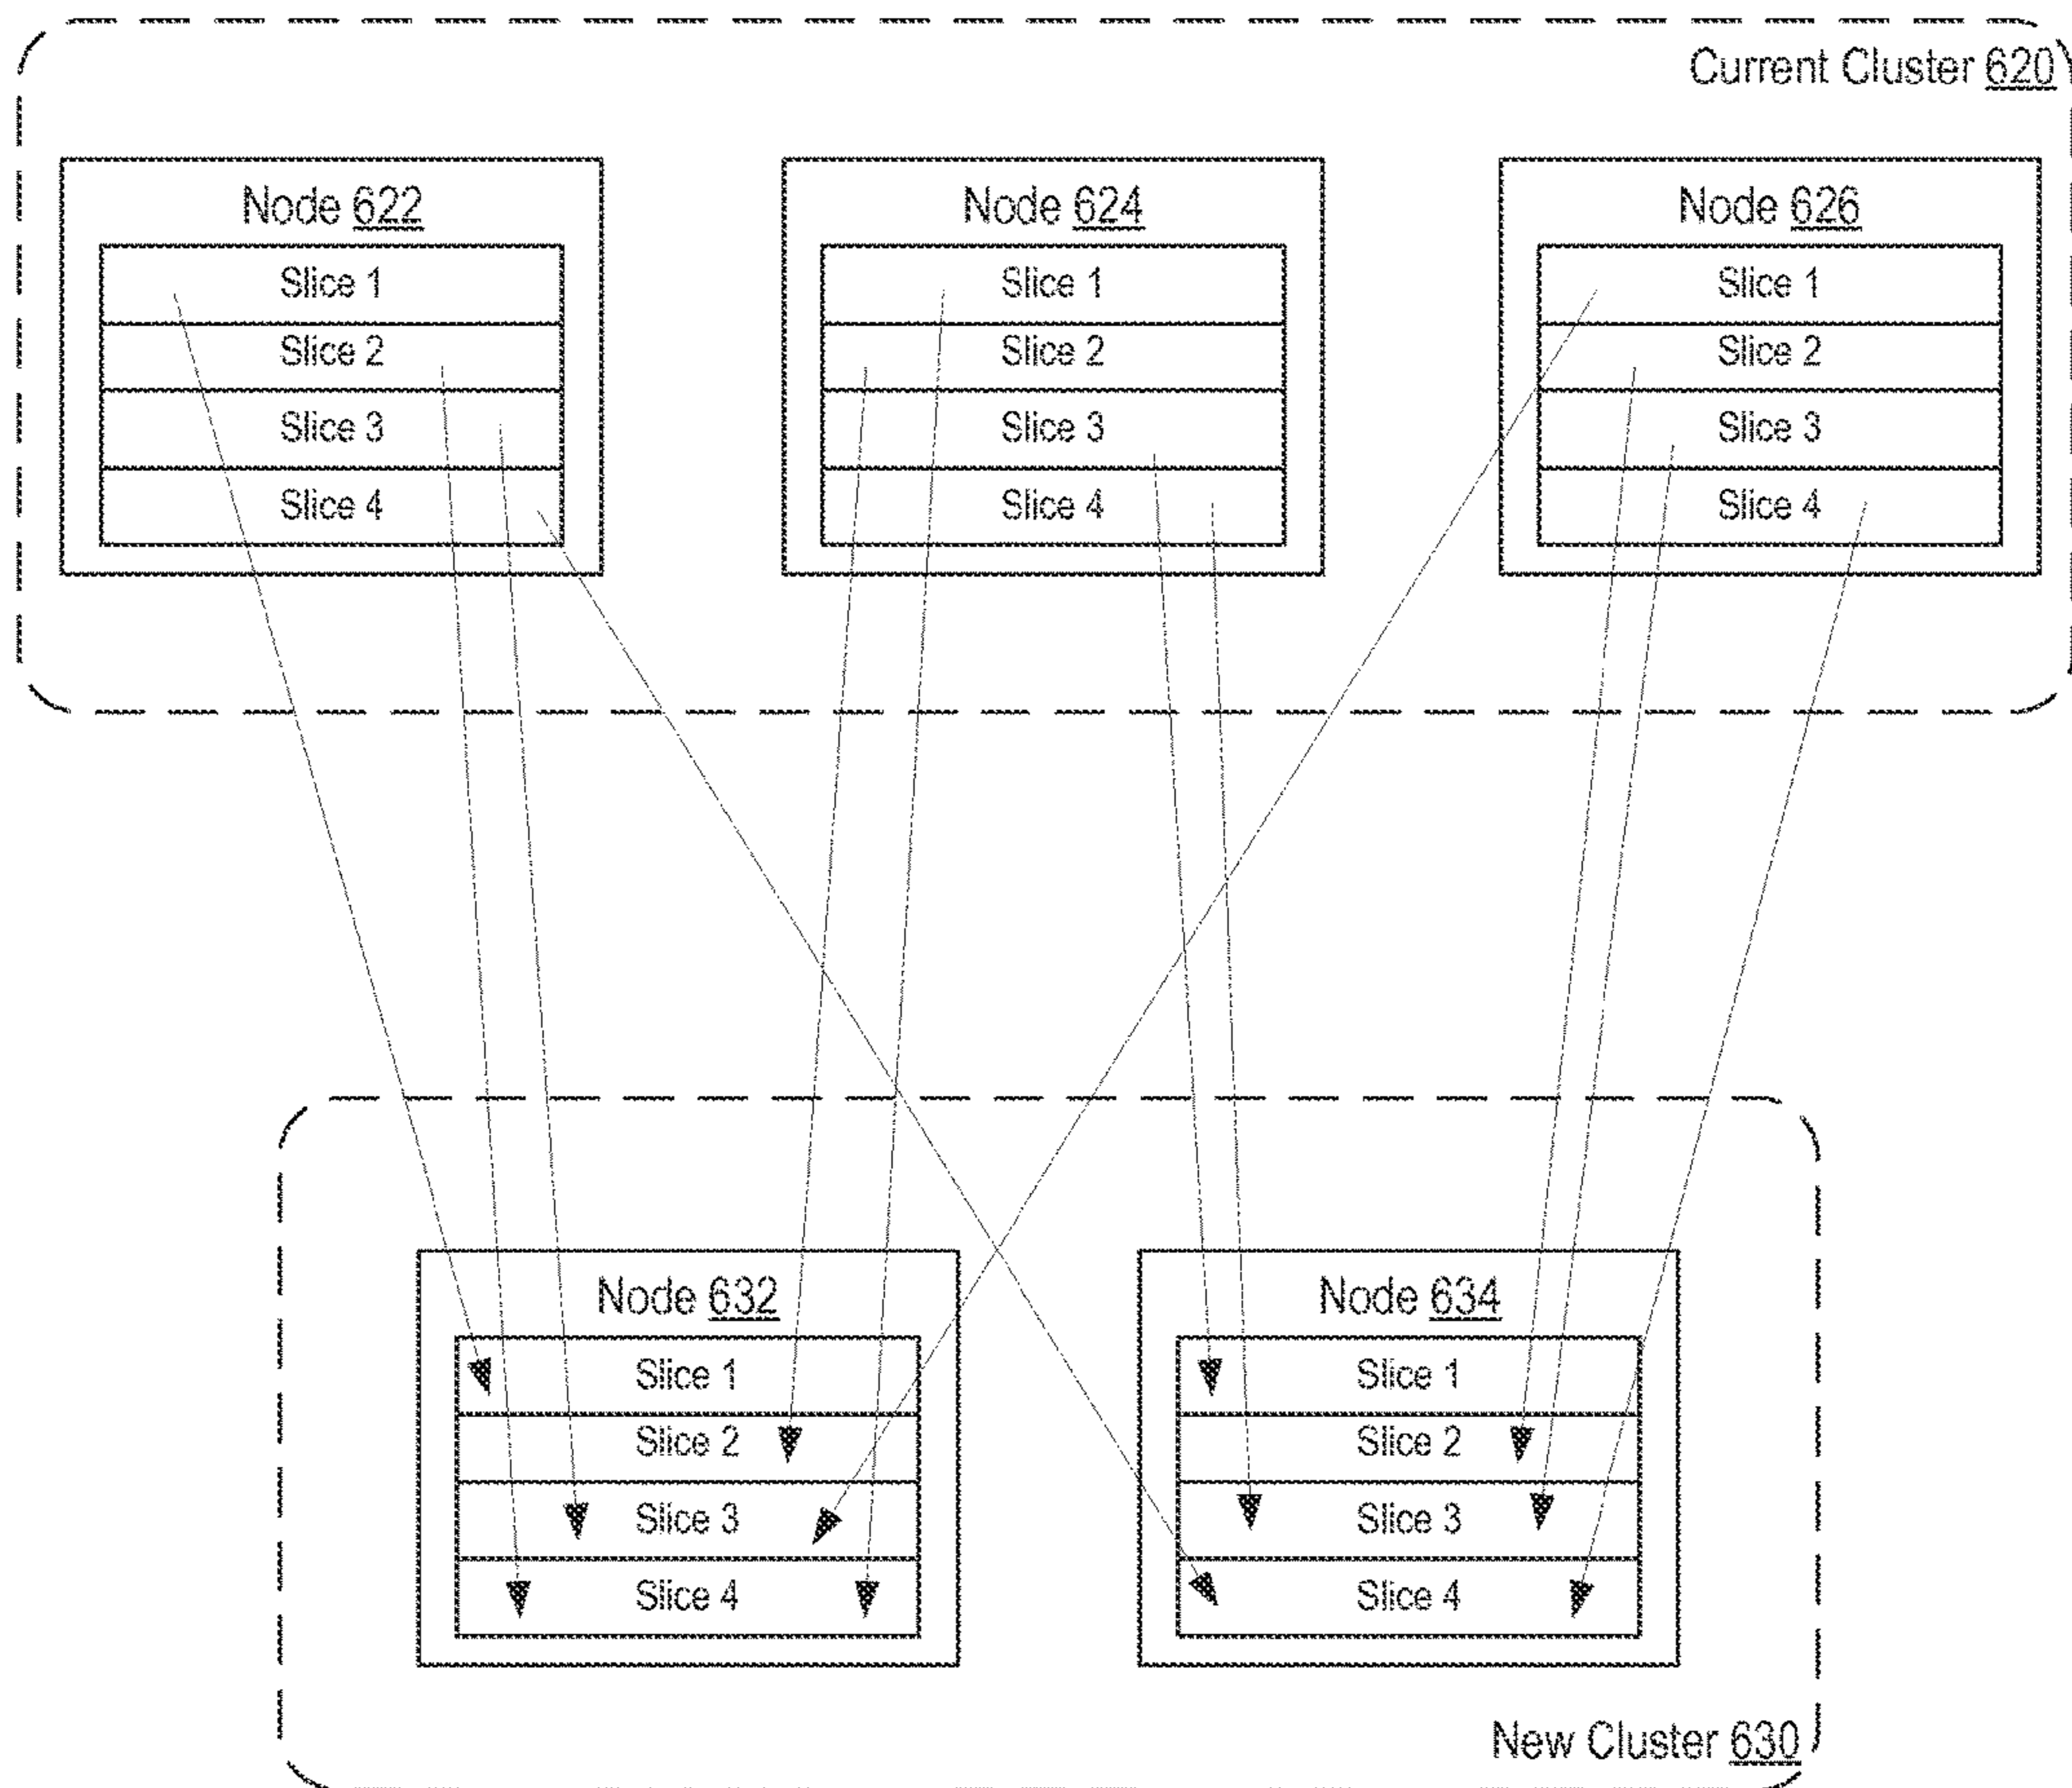 Current Cluster 620
Node 622
Slice 1
Slice 2
Slice 3
Slice 4
Node 624
Slice 1
Slice 2
Slice 3
Slice 4
Node 626
Slice 1
Slice 2
Slice 3
Slice 4
Node 632
Slice 1
Slice 2
Slice 3
Slice 4
Node 634
Slice 1
Slice 2
Slice 3
Slice 4
New Cluster 630